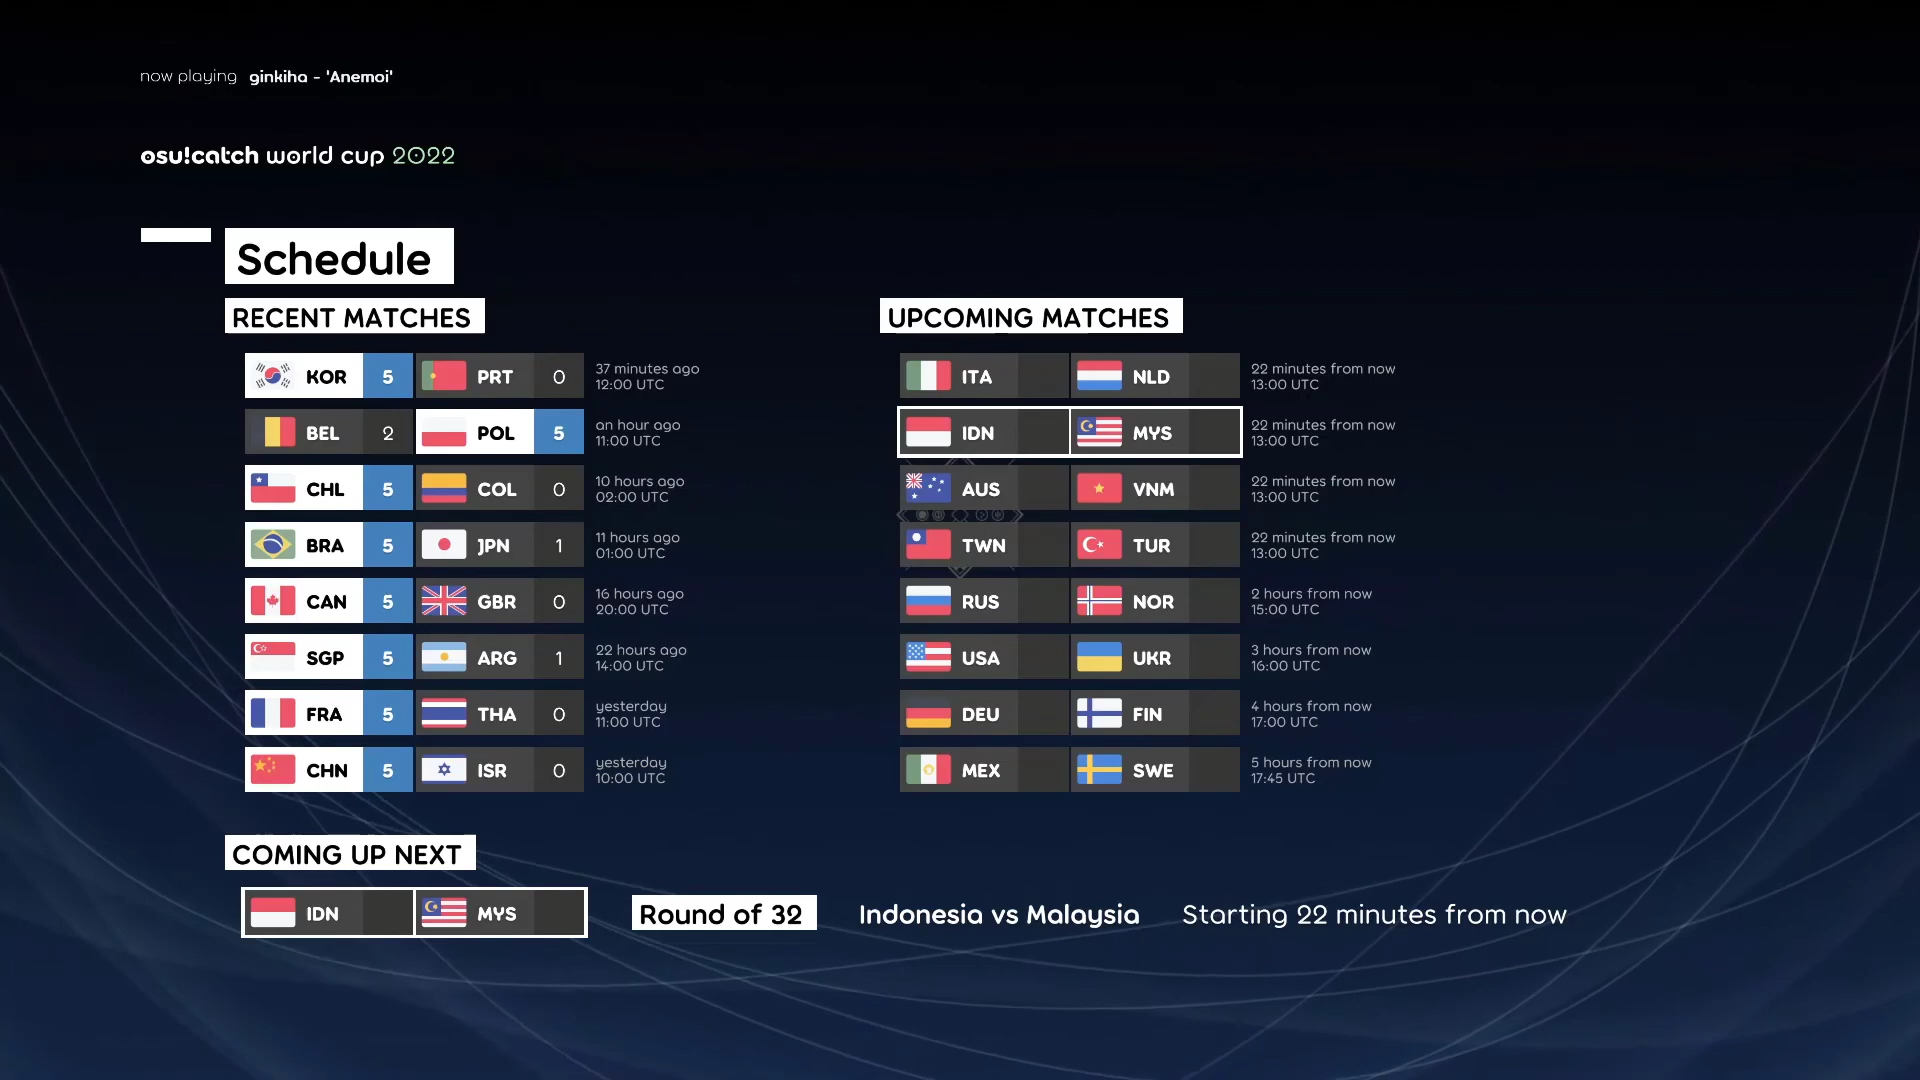 now playing ginkiha - 'Anemoi'
osu!catch world cup 2022
Schedule
RECENT MATCHES
KOR 5 PRT 0 37 minutes ago
12:00 UTC
BEL 2 POL 5 an hour ago
11:00 UTC
CHL 5 COL 0 10 hours ago
02:00 UTC
BRA 5 JPN 1 11 hours ago
01:00 UTC
CAN 5 GBR 0 16 hours ago
20:00 UTC
SGP 5 ARG 1 22 hours ago
14:00 UTC
FRA 5 THA 0 yesterday
11:00 UTC
CHN 5 ISR 0 yesterday
10:00 UTC
UPCOMING MATCHES
ITA NLD 22 minutes from now
13:00 UTC
IDN MYS 22 minutes from now
13:00 UTC
AUS VNM 22 minutes from now
13:00 UTC
TWN TUR 22 minutes from now
13:00 UTC
RUS NOR 2 hours from now
15:00 UTC
USA UKR 3 hours from now
16:00 UTC
DEU FIN 4 hours from now
17:00 UTC
MEX SWE 5 hours from now
17:45 UTC
COMING UP NEXT
IDN MYS Round of 32 Indonesia vs Malaysia Starting 22 minutes from now